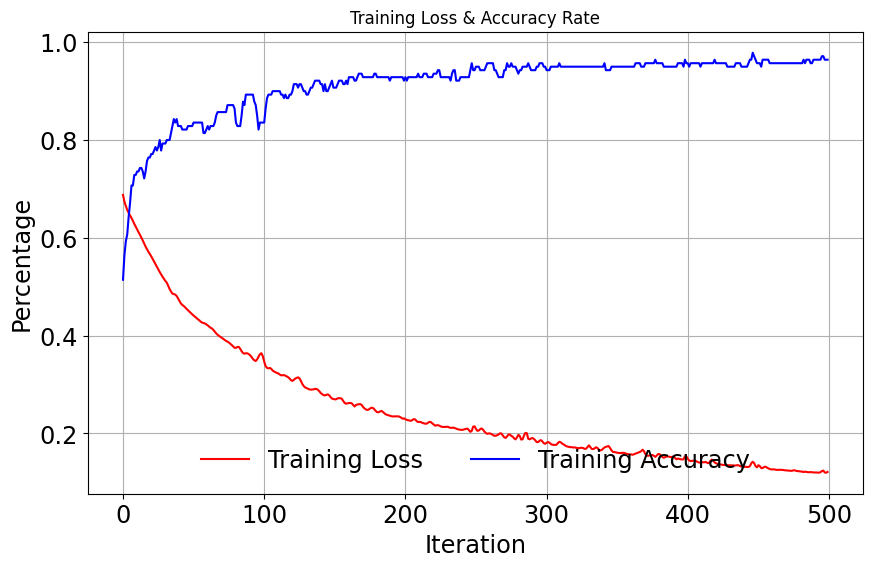 Training Loss & Accuracy Rate
1.0
0.8
0.6
0.4
0.2
Percentage
Training Loss Training Accuracy
0 100 200 300 400 500
Iteration